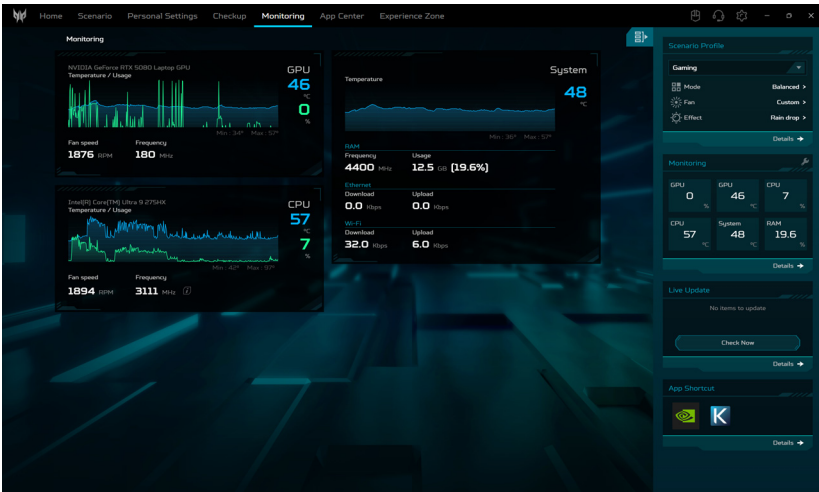 Home Scenario Personal Settings Checkup Monitoring App Center Experience Zone
Monitoring
NVIDIA GeForce RTX 5080 Laptop GPU
Temperature / Usage
GPU
46
°C
0
%
Min : 34° Max : 57°
Fan speed Frequency
1876 RPM 180 MHz
Intel(R) Core(TM) Ultra 9 275HX
Temperature / Usage
CPU
57
°C
7
%
Min : 42° Max : 97°
Fan speed Frequency
1894 RPM 3111 MHz i
System
Temperature
48
°C
Min : 36° Max : 57°
RAM
Frequency Usage
4400 MHz 12.5 GB (19.6%)
Ethernet
Download Upload
0.0 Kbps 0.0 Kbps
Wi-Fi
Download Upload
32.0 Kbps 6.0 Kbps
Scenario Profile
Gaming
Mode Balanced >
Fan Custom >
Effect Rain drop >
Details
Monitoring
GPU GPU CPU
0 % 46 °C 7 %
CPU System RAM
57 °C 48 °C 19.6 %
Details
Live Update
No items to update
Check Now
Details
App Shortcut
K
Details